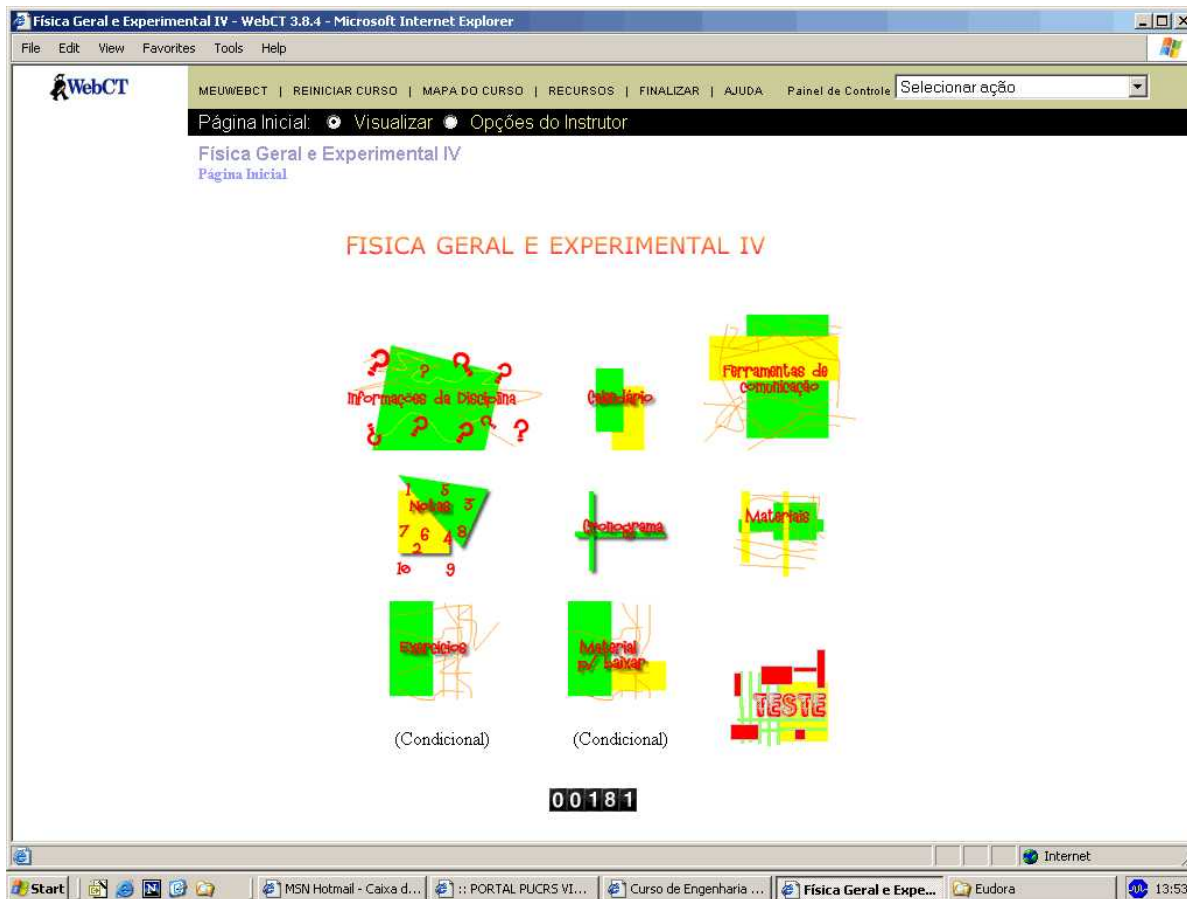 Física Geral e Experimental IV - WebCT 3.8.4 - Microsoft Internet Explorer
File Edit View Favorites Tools Help
WebCT
MEUWEBCT | REINICIAR CURSO | MAPA DO CURSO | RECURSOS | FINALIZAR | AJUDA Painel de Controle Selecionar ação
Página Inicial: Visualizar Opções do Instrutor
Física Geral e Experimental IV
Página Inicial
FISICA GERAL E EXPERIMENTAL IV
? ? ? ?
Informações da Disciplina
? ? ? ? ?
Calendário
Ferramentas de
comunicação
1 5
Notas 3
7 6 4 8
2
10 9
Cronograma
Materiais
Exercícios
(Condicional)
Material
p/ baixar
(Condicional)
TESTE
00181
Internet
Start MSN Hotmail - Caixa d... :: PORTAL PUCRS VI... Curso de Engenharia ... Física Geral e Expe... Eudora 13:53